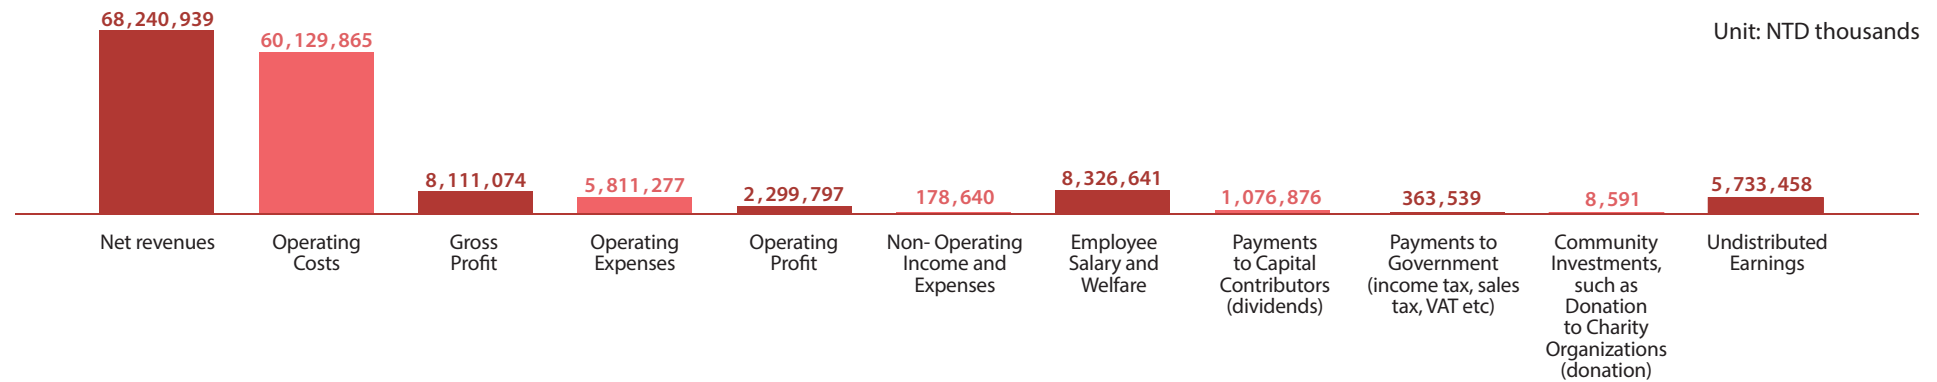 Unit: NTD thousands
68,240,939
60,129,865
8,111,074
5,811,277
2,299,797
178,640
8,326,641
1,076,876
363,539
8,591
5,733,458
Net revenues
Operating
Costs
Gross
Profit
Operating
Expenses
Operating
Profit
Non- Operating
Income and
Expenses
Employee
Salary and
Welfare
Payments
to Capital
Contributors
(dividends)
Payments to
Government
(income tax, sales
tax, VAT etc)
Community
Investments,
such as
Donation
to Charity
Organizations
(donation)
Undistributed
Earnings